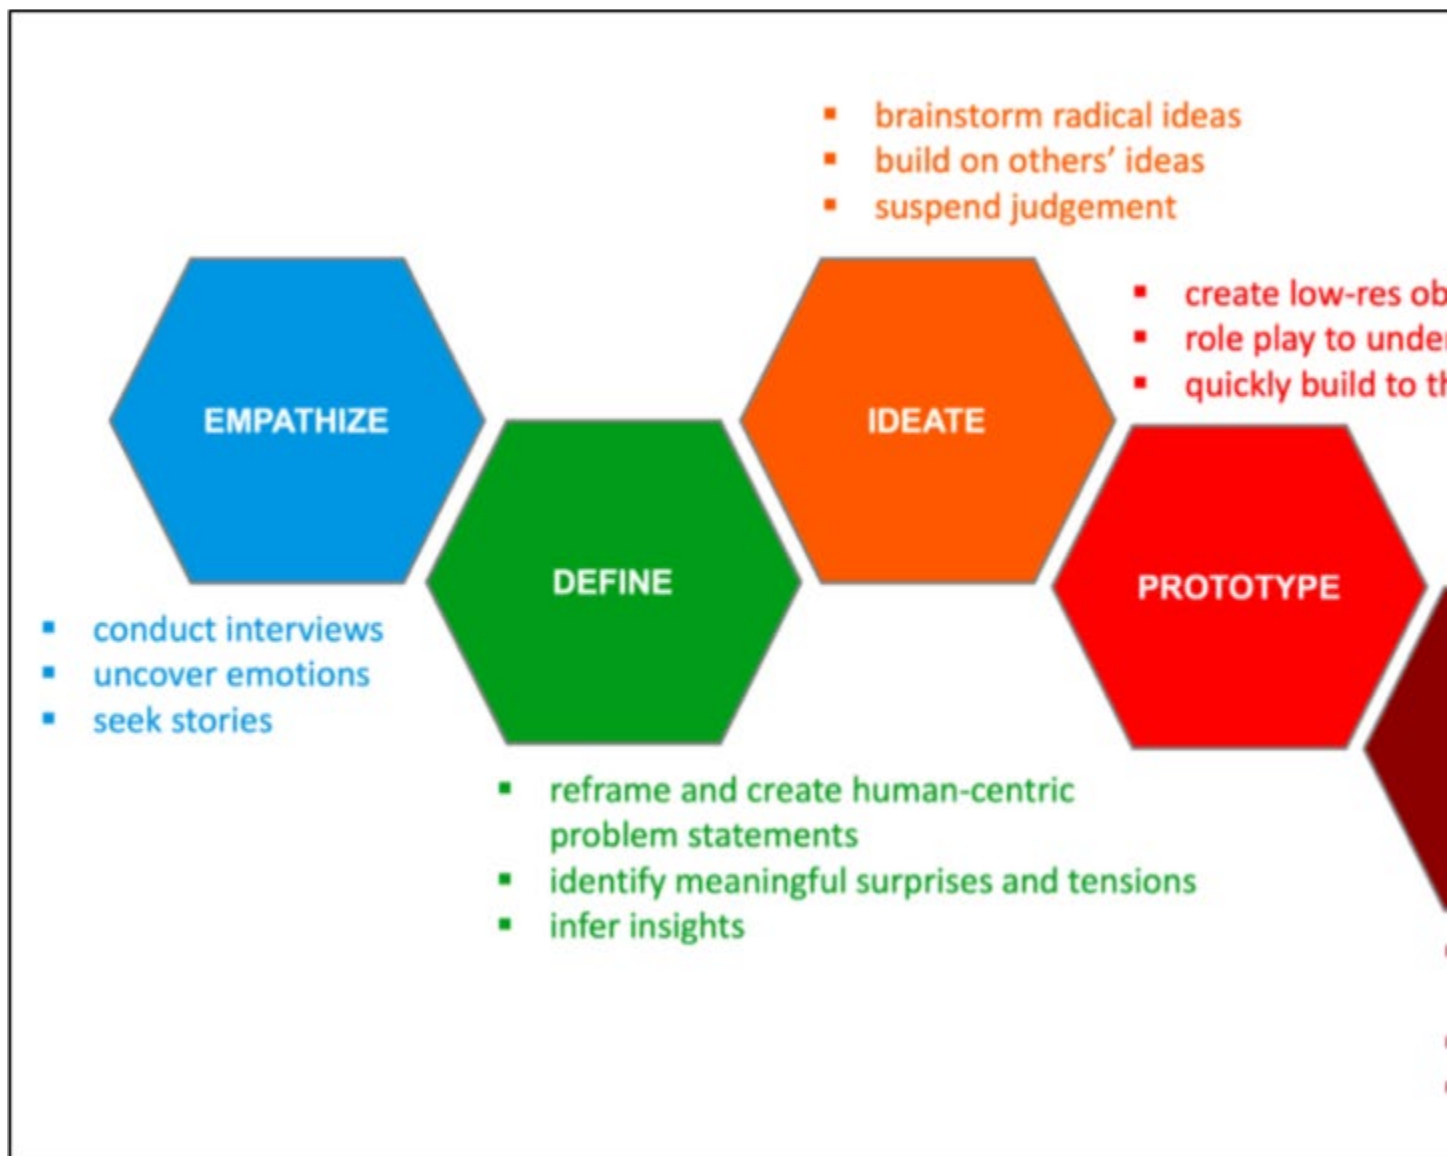 EMPATHIZE
▪ conduct interviews
▪ uncover emotions
▪ seek stories
DEFINE
▪ reframe and create human-centric
problem statements
▪ identify meaningful surprises and tensions
▪ infer insights
IDEATE
▪ brainstorm radical ideas
▪ build on others’ ideas
▪ suspend judgement
PROTOTYPE
▪ create low-res
▪ role play to
▪ quickly build to